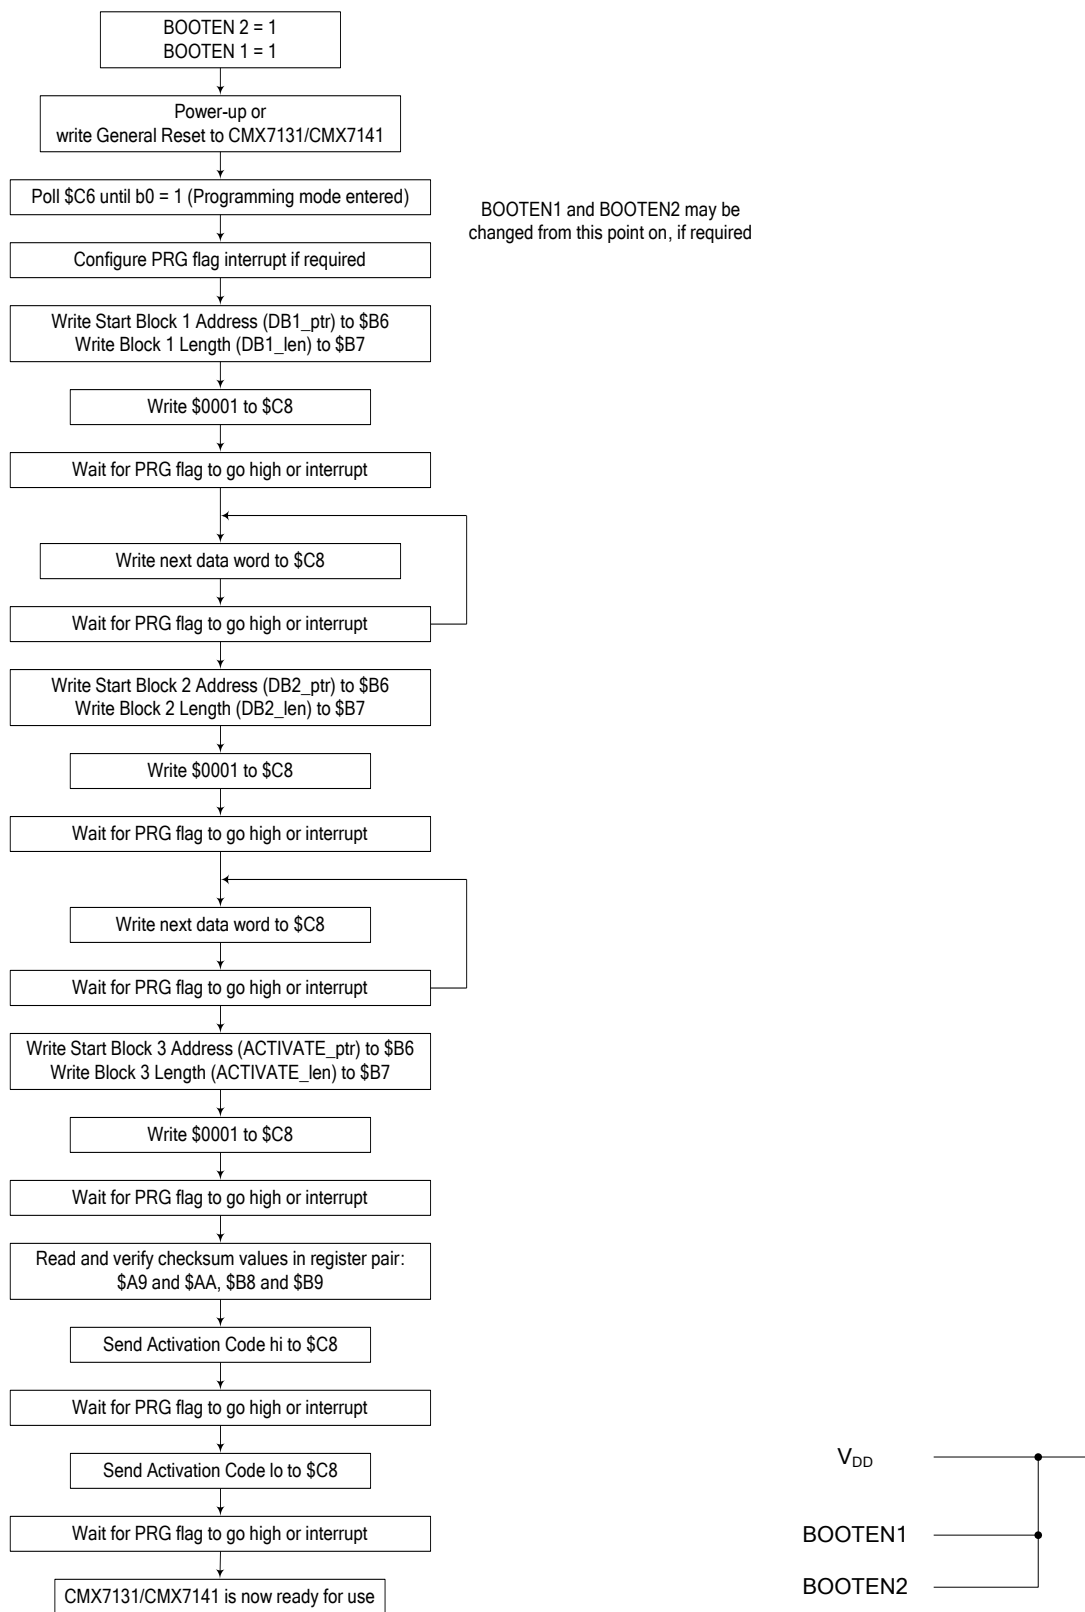 BOOTEN 2 = 1
BOOTEN 1 = 1
Power-up or
write General Reset to CMX7131/CMX7141
Poll $C6 until b0 = 1 (Programming mode entered)
BOOTEN1 and BOOTEN2 may be
changed from this point on, if required
Configure PRG flag interrupt if required
Write Start Block 1 Address (DB1_ptr) to $B6
Write Block 1 Length (DB1_len) to $B7
Write $0001 to $C8
Wait for PRG flag to go high or interrupt
Write next data word to $C8
Wait for PRG flag to go high or interrupt
Write Start Block 2 Address (DB2_ptr) to $B6
Write Block 2 Length (DB2_len) to $B7
Write $0001 to $C8
Wait for PRG flag to go high or interrupt
Write next data word to $C8
Wait for PRG flag to go high or interrupt
Write Start Block 3 Address (ACTIVATE_ptr) to $B6
Write Block 3 Length (ACTIVATE_len) to $B7
Write $0001 to $C8
Wait for PRG flag to go high or interrupt
Read and verify checksum values in register pair:
$A9 and $AA, $B8 and $B9
Send Activation Code hi to $C8
Wait for PRG flag to go high or interrupt
Send Activation Code lo to $C8
Wait for PRG flag to go high or interrupt
CMX7131/CMX7141 is now ready for use
VDD
BOOTEN1
BOOTEN2